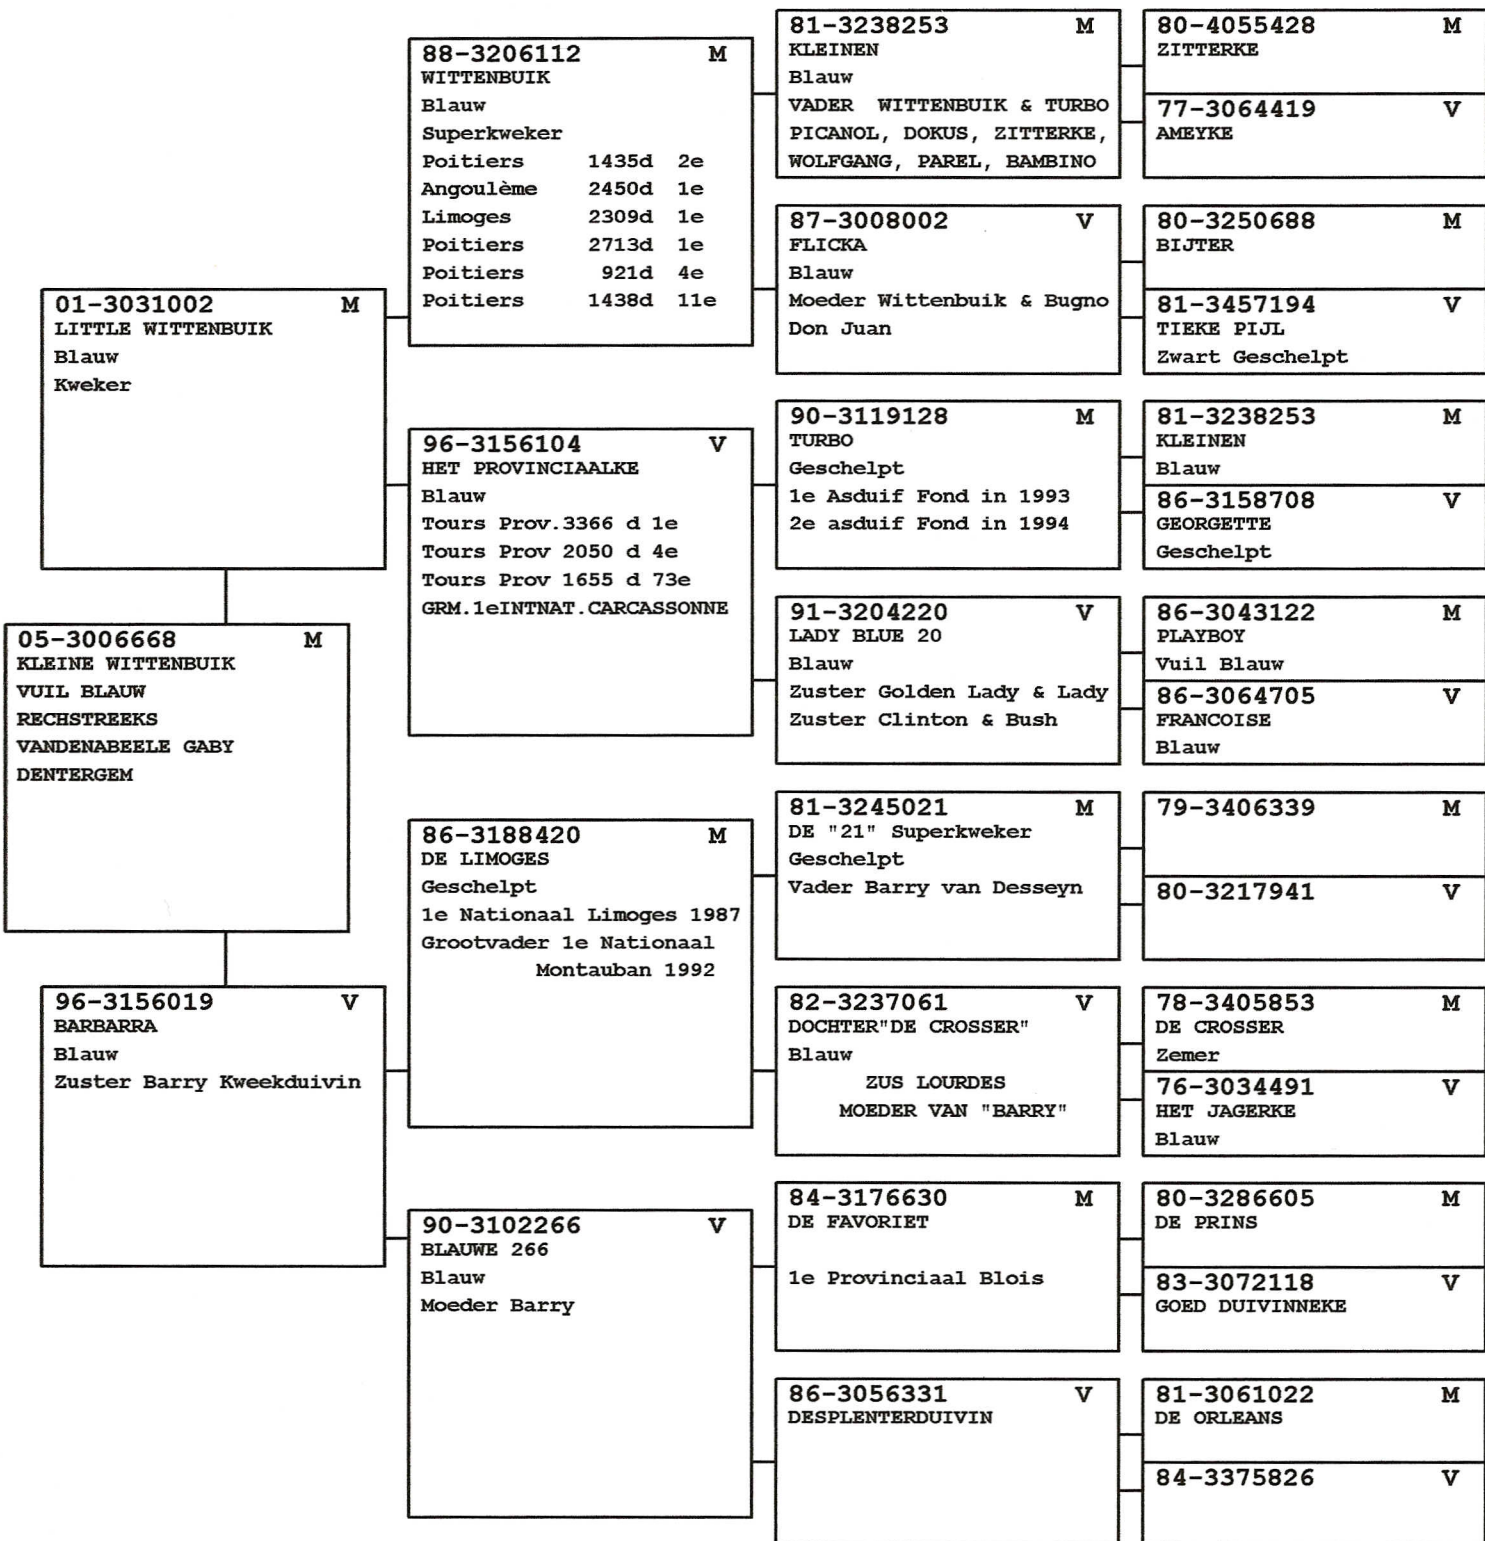 05-3006668 M
KLEINE WITTENBUIK
VUIL BLAUW
RECHSTREEKS
VANDENABEELE GABY
DENTERGEM
01-3031002 M
LITTLE WITTENBUIK
Blauw
Kweker
96-3156019 V
BARBARRA
Blauw
Zuster Barry Kweekduivin
88-3206112 M
WITTENBUIK
Blauw
Superkweker
Poitiers 1435d 2e
Angoulème 2450d 1e
Limoges 2309d 1e
Poitiers 2713d 1e
Poitiers 921d 4e
Poitiers 1438d 11e
96-3156104 V
HET PROVINCIAALKE
Blauw
Tours Prov.3366 d 1e
Tours Prov 2050 d 4e
Tours Prov 1655 d 73e
GRM.1eINTNAT.CARCASSONNE
86-3188420 M
DE LIMOGES
Geschelpt
1e Nationaal Limoges 1987
Grootvader 1e Nationaal
Montauban 1992
90-3102266 V
BLAUWE 266
Blauw
Moeder Barry
81-3238253 M
KLEINEN
Blauw
VADER WITTENBUIK & TURBO
PICANOL, DOKUS, ZITTERKE,
WOLFGANG, PAREL, BAMBINO
87-3008002 V
FLICKA
Blauw
Moeder Wittenbuik & Bugno
Don Juan
90-3119128 M
TURBO
Geschelpt
1e Asduif Fond in 1993
2e asduif Fond in 1994
91-3204220 V
LADY BLUE 20
Blauw
Zuster Golden Lady & Lady
Zuster Clinton & Bush
81-3245021 M
DE "21" Superkweker
Geschelpt
Vader Barry van Desseyn
82-3237061 V
DOCHTER"DE CROSSER"
Blauw
ZUS LOURDES
MOEDER VAN "BARRY"
84-3176630 M
DE FAVORIET
1e Provinciaal Blois
86-3056331 V
DESPLENTERDUIVIN
80-4055428 M
ZITTERKE
77-3064419 V
AMEYKE
80-3250688 M
BIJTER
81-3457194 V
TIEKE PIJL
Zwart Geschelpt
81-3238253 M
KLEINEN
Blauw
86-3158708 V
GEORGETTE
Geschelpt
86-3043122 M
PLAYBOY
Vuil Blauw
86-3064705 V
FRANCOISE
Blauw
79-3406339 M
80-3217941 V
78-3405853 M
DE CROSSER
Zemer
76-3034491 V
HET JAGERKE
Blauw
80-3286605 M
DE PRINS
83-3072118 V
GOED DUIVINNEKE
81-3061022 M
DE ORLEANS
84-3375826 V